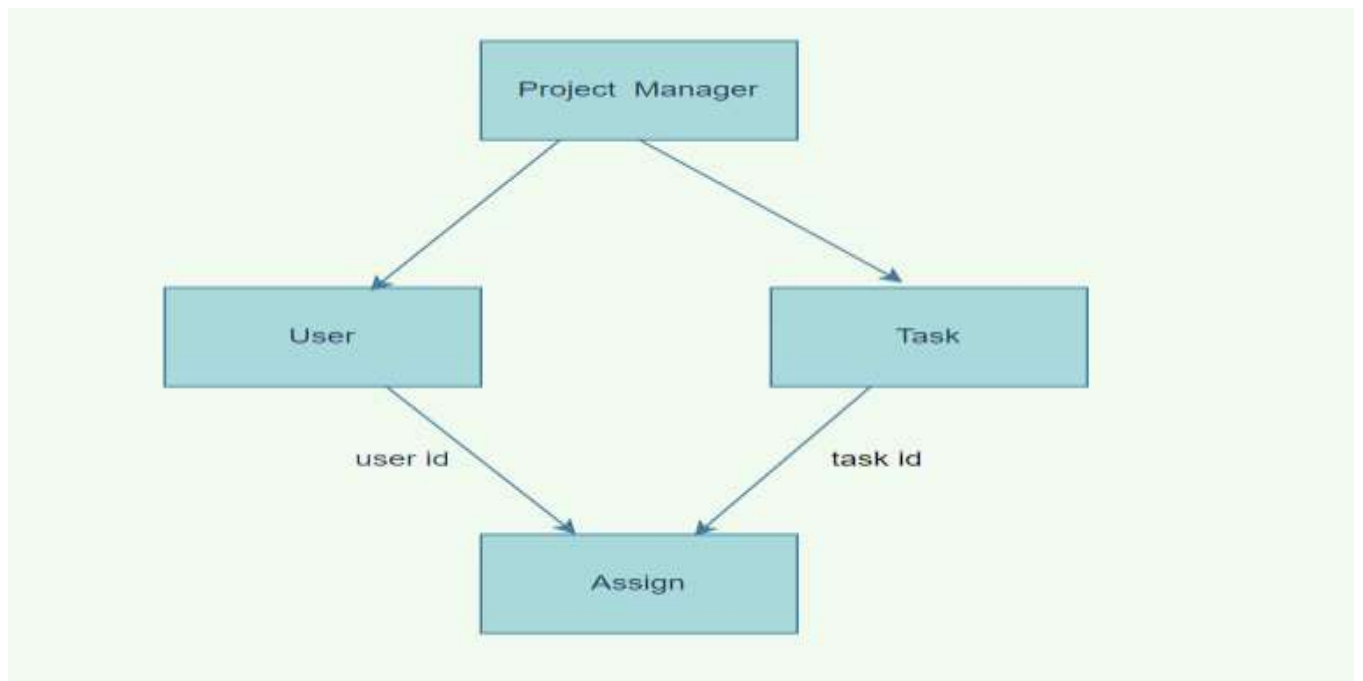 Project Manager
User
Task
user id
task id
Assign